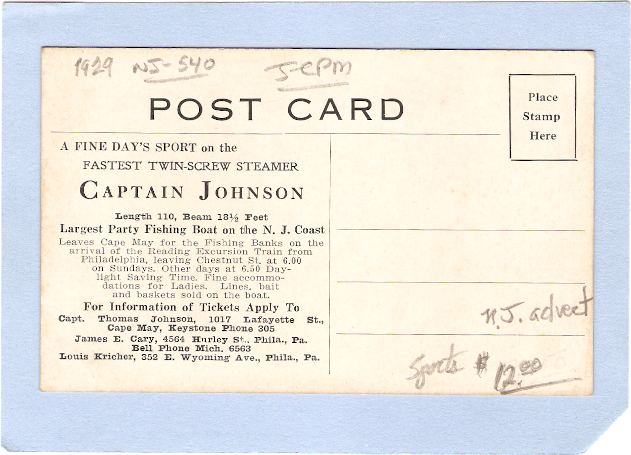 1929 NJ-540 J-CPM
POST CARD
Place
Stamp
Here
A FINE DAY'S SPORT on the
FASTEST TWIN-SCREW STEAMER
CAPTAIN JOHNSON
Length 110, Beam 18½ Feet
Largest Party Fishing Boat on the N. J. Coast
Leaves Cape May for the Fishing Banks on the
arrival of the Reading Excursion Train from
Philadelphia, leaving Chestnut St. at 6.00
on Sundays. Other days at 6.50 Day-
light Saving Time. Fine accommo-
dations for Ladies. Lines, bait
and baskets sold on the boat.
For Information of Tickets Apply To
Capt. Thomas Johnson, 1017 Lafayette St.,
Cape May, Keystone Phone 305
James E. Cary, 4564 Hurley St., Phila., Pa.
Bell Phone Mich. 6563
Louis Kricher, 352 E. Wyoming Ave., Phila., Pa.
N.J. advert
Sports $ 12.00